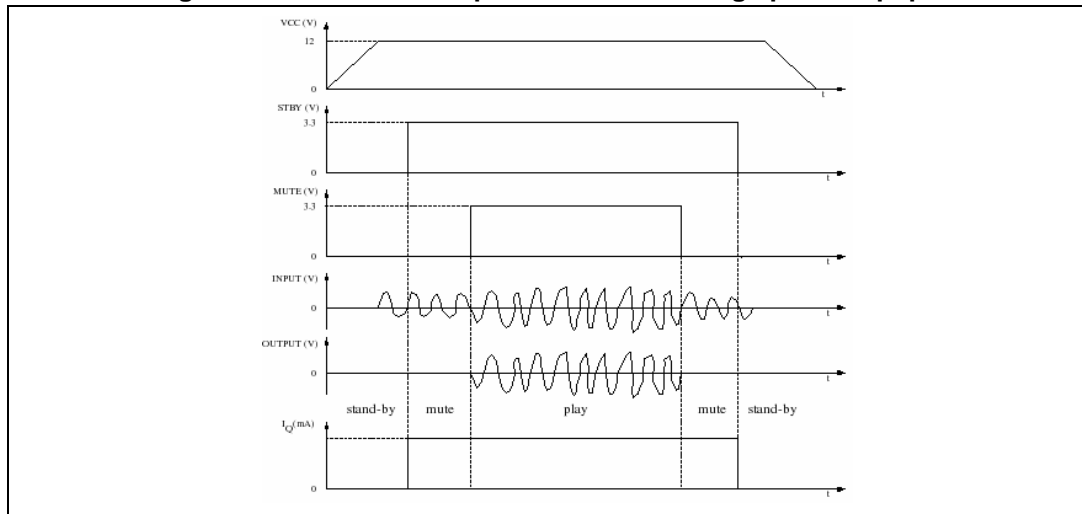 VCC (V)
12
0
t
STBY (V)
3.3
0
t
MUTE (V)
3.3
0
t
INPUT (V)
0
t
OUTPUT (V)
0
t
stand-by mute play mute stand-by
IQ(mA)
0
t